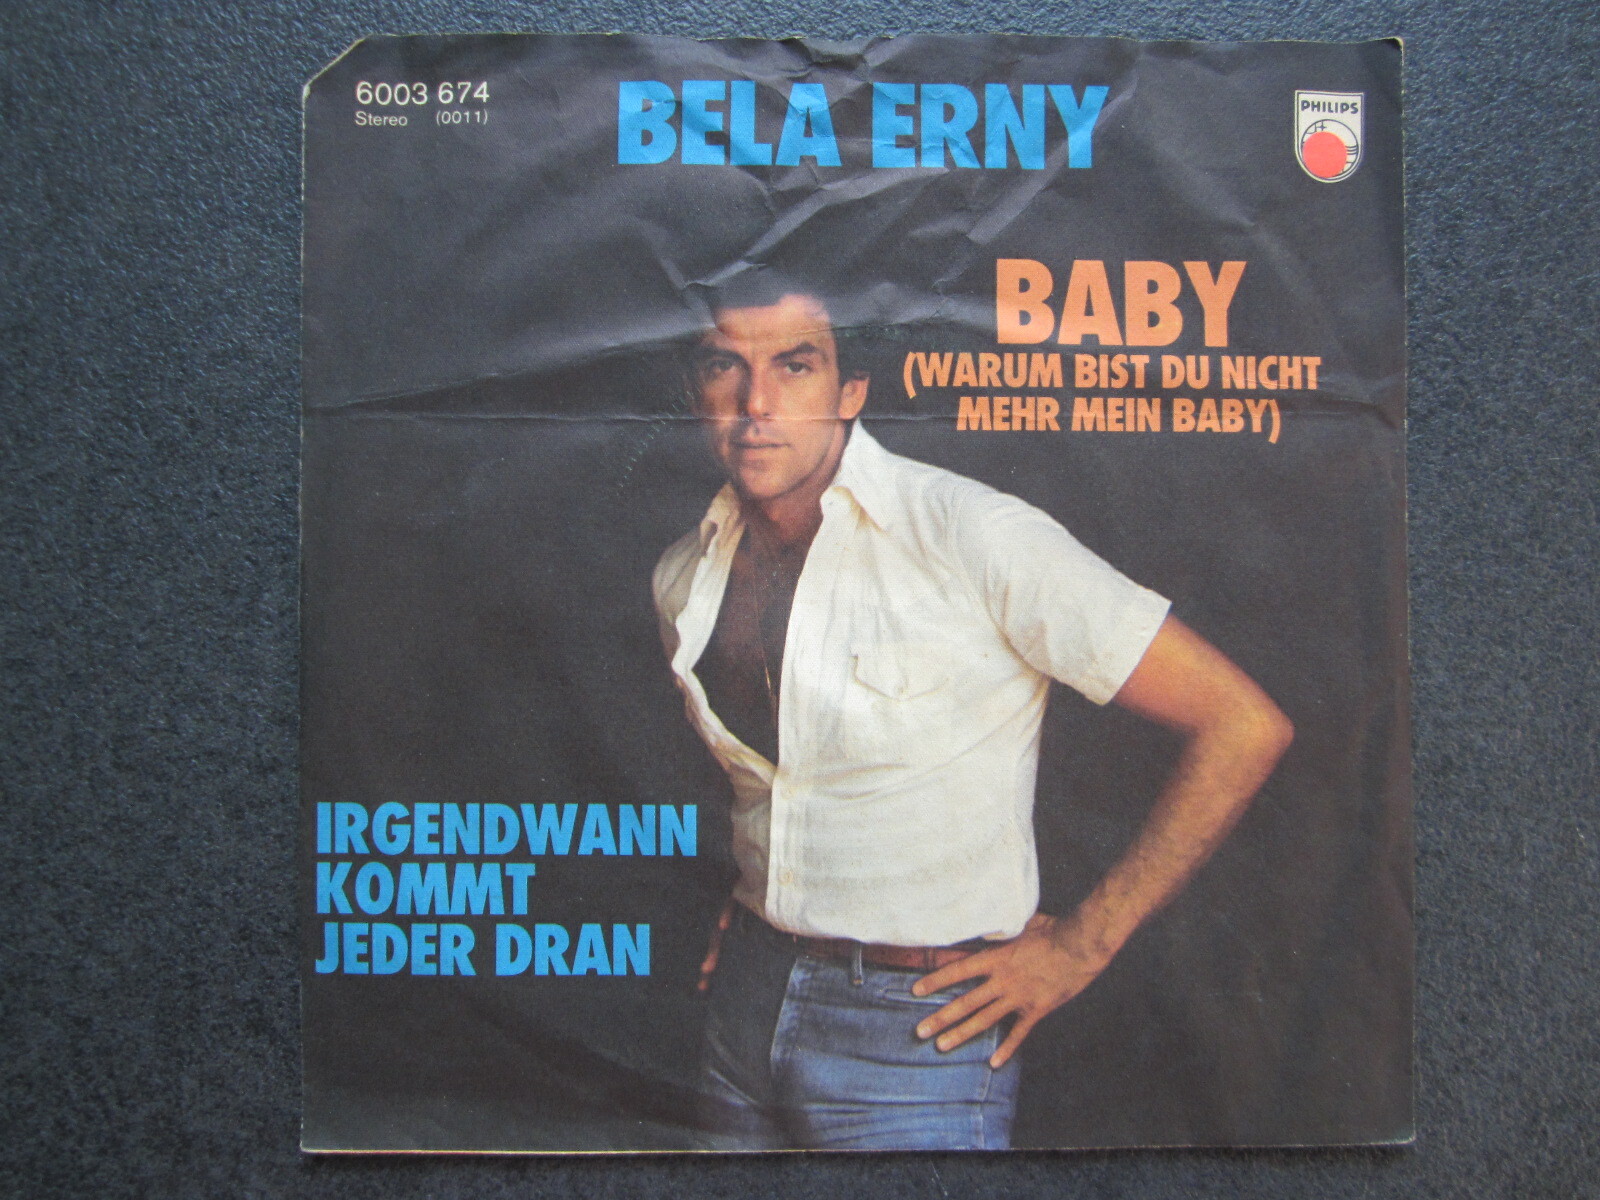 6003 674
Stereo (0011)
BELA ERNY
PHILIPS
BABY
(WARUM BIST DU NICHT
MEHR MEIN BABY)
IRGENDWANN
KOMMT
JEDER DRAN